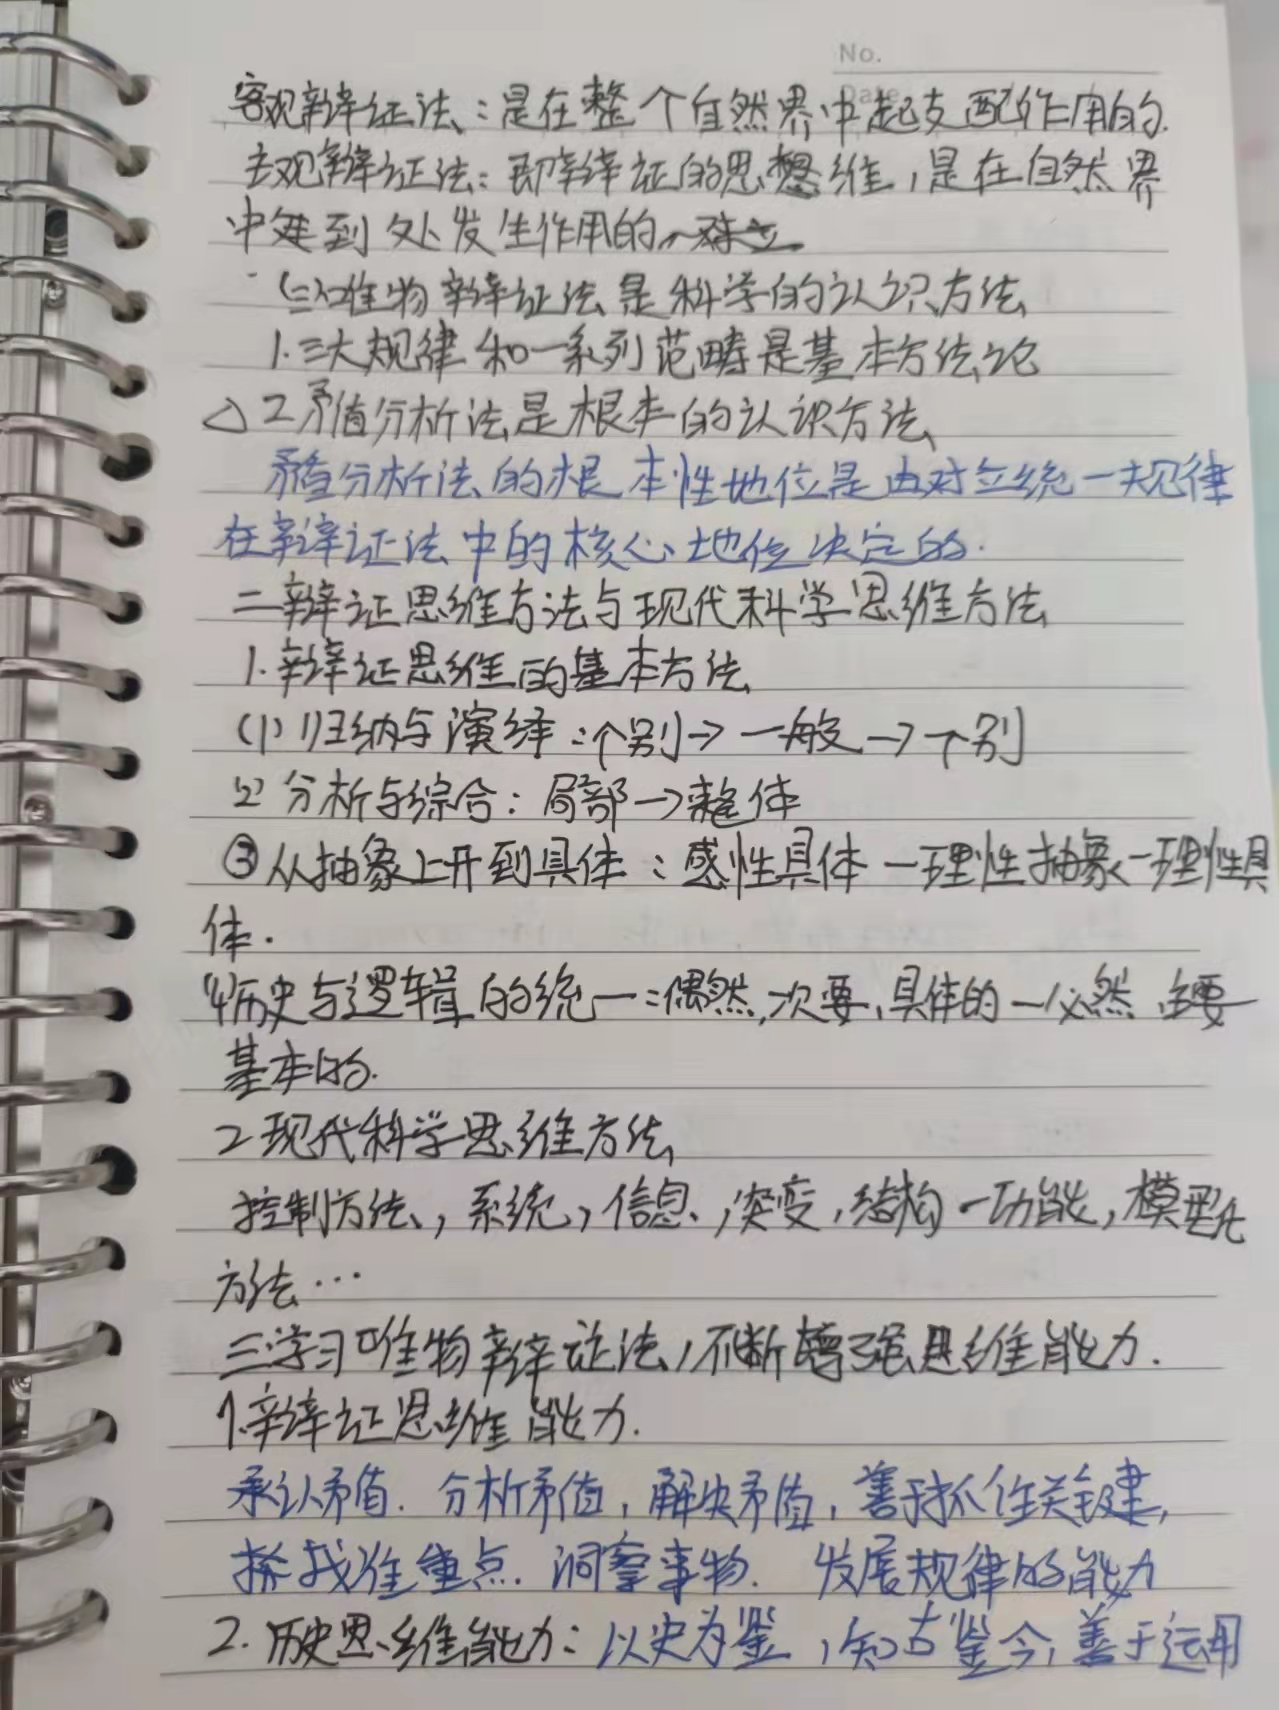 No.
Date
客观辩证法：是在整个自然界中起支配作用的.
主观辩证法：即辩证的思维，是在自然界
中到处发生作用的
(三)唯物辩证法是科学的认识方法
1.三大规律和一系列范畴是基本方法论
△2矛值分析法是根本的认识方法
矛值分析法的根本性地位是由对立统一规律
在辩证法中的核心地位决定的.
二辩证思维方法与现代科学思维方法
1.辩证思维的基本方法
(1)归纳与演绎：个别→一般→个别
(2)分析与综合：局部→整体
③从抽象上升到具体：感性具体一理性抽象一理性具
体.
(4)历史与逻辑的统一：偶然,次要,具体的一必然 主要
基本的.
2现代科学思维方法
控制方法,系统,信息,突变,结构一功能,模型化
方法…
三学习唯物辩证法,不断增强思维能力.
1.辩证思维能力.
承认矛值.分析矛值,解决矛值,善于抓住关键,
找准重点.洞察事物.发展规律的能力
2.历史思维能力：以史为鉴,知古鉴今,善于运用